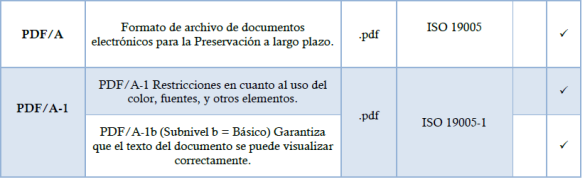 PDF/A
Formato de archivo de documentos
electrónicos para la Preservación a largo plazo.
.pdf
ISO 19005
✓
PDF/A-1
PDF/A-1 Restricciones en cuanto al uso del
color, fuentes, y otros elementos.
.pdf
ISO 19005-1
✓
PDF/A-1b (Subnivel b = Básico) Garantiza
que el texto del documento se puede visualizar
correctamente.
✓